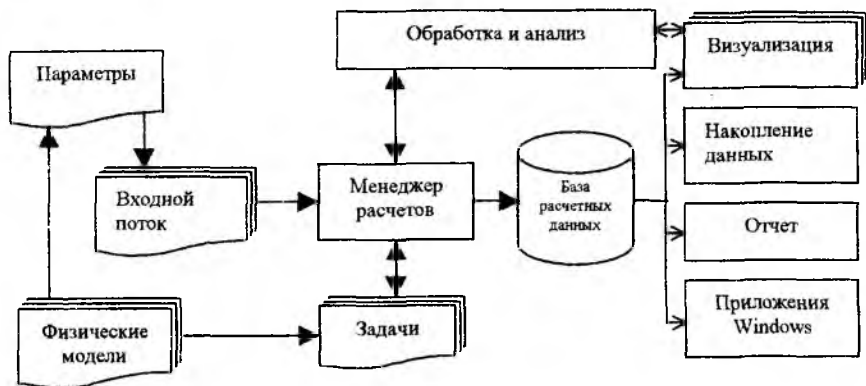 Обработка и анализ
Визуализация
Параметры
Накопление
данных
Входной
поток
Менеджер
расчетов
База
расчетных
данных
Отчет
Физические
модели
Задачи
Приложения
Windows